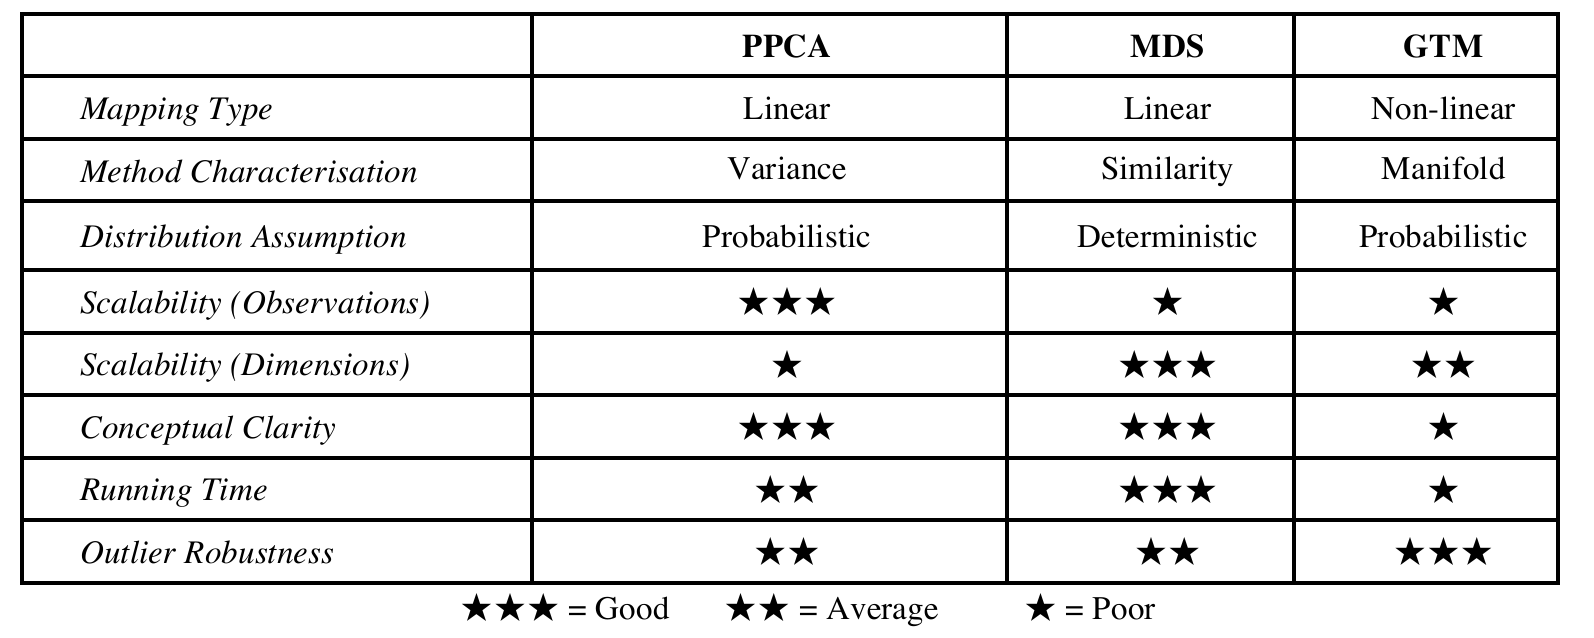 PPCA MDS GTM
Mapping Type Linear Linear Non-linear
Method Characterisation Variance Similarity Manifold
Distribution Assumption Probabilistic Deterministic Probabilistic
Scalability (Observations) ★★★ ★ ★
Scalability (Dimensions) ★ ★★★ ★★
Conceptual Clarity ★★★ ★★★ ★
Running Time ★★ ★★★ ★
Outlier Robustness ★★ ★★ ★★★
★★★ = Good ★★ = Average ★ = Poor